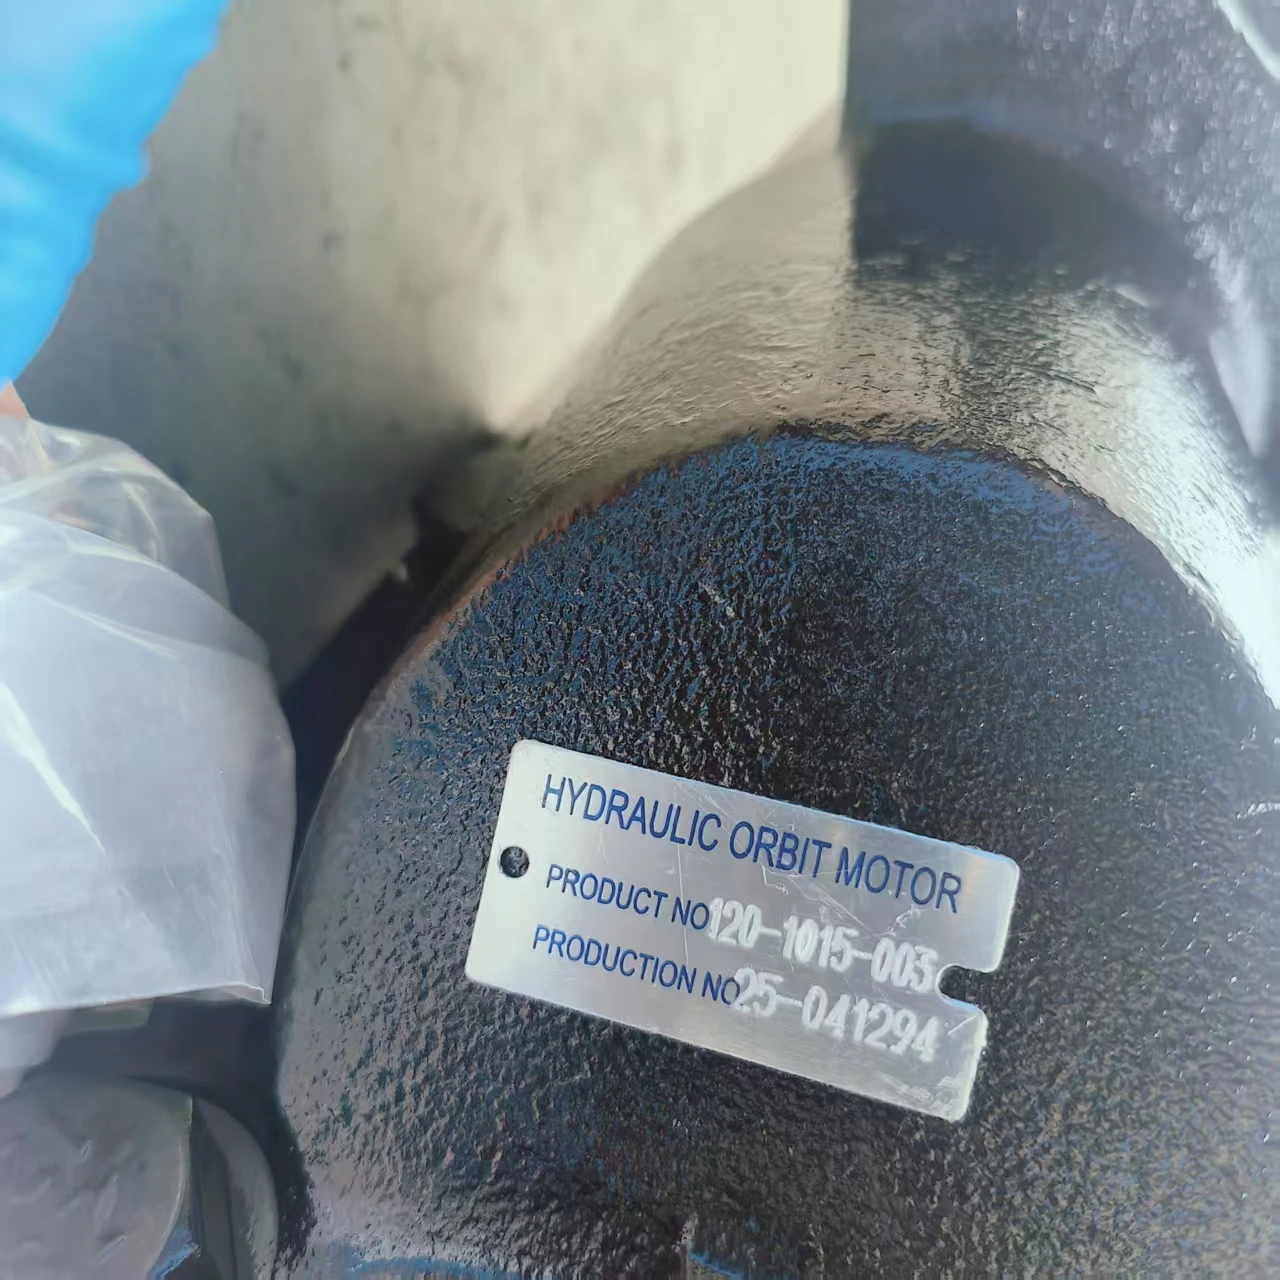 HYDRAULIC ORBIT MOTOR
PRODUCT NO120-1015-003
PRODUCTION NO25-041294